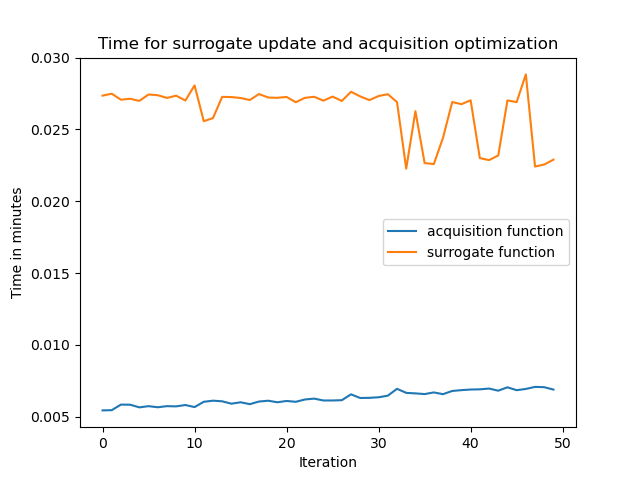 Time for surrogate update and acquisition optimization
0.030
0.025
0.020
0.015
0.010
0.005
Time in minutes
acquisition function
surrogate function
0 10 20 30 40 50
Iteration